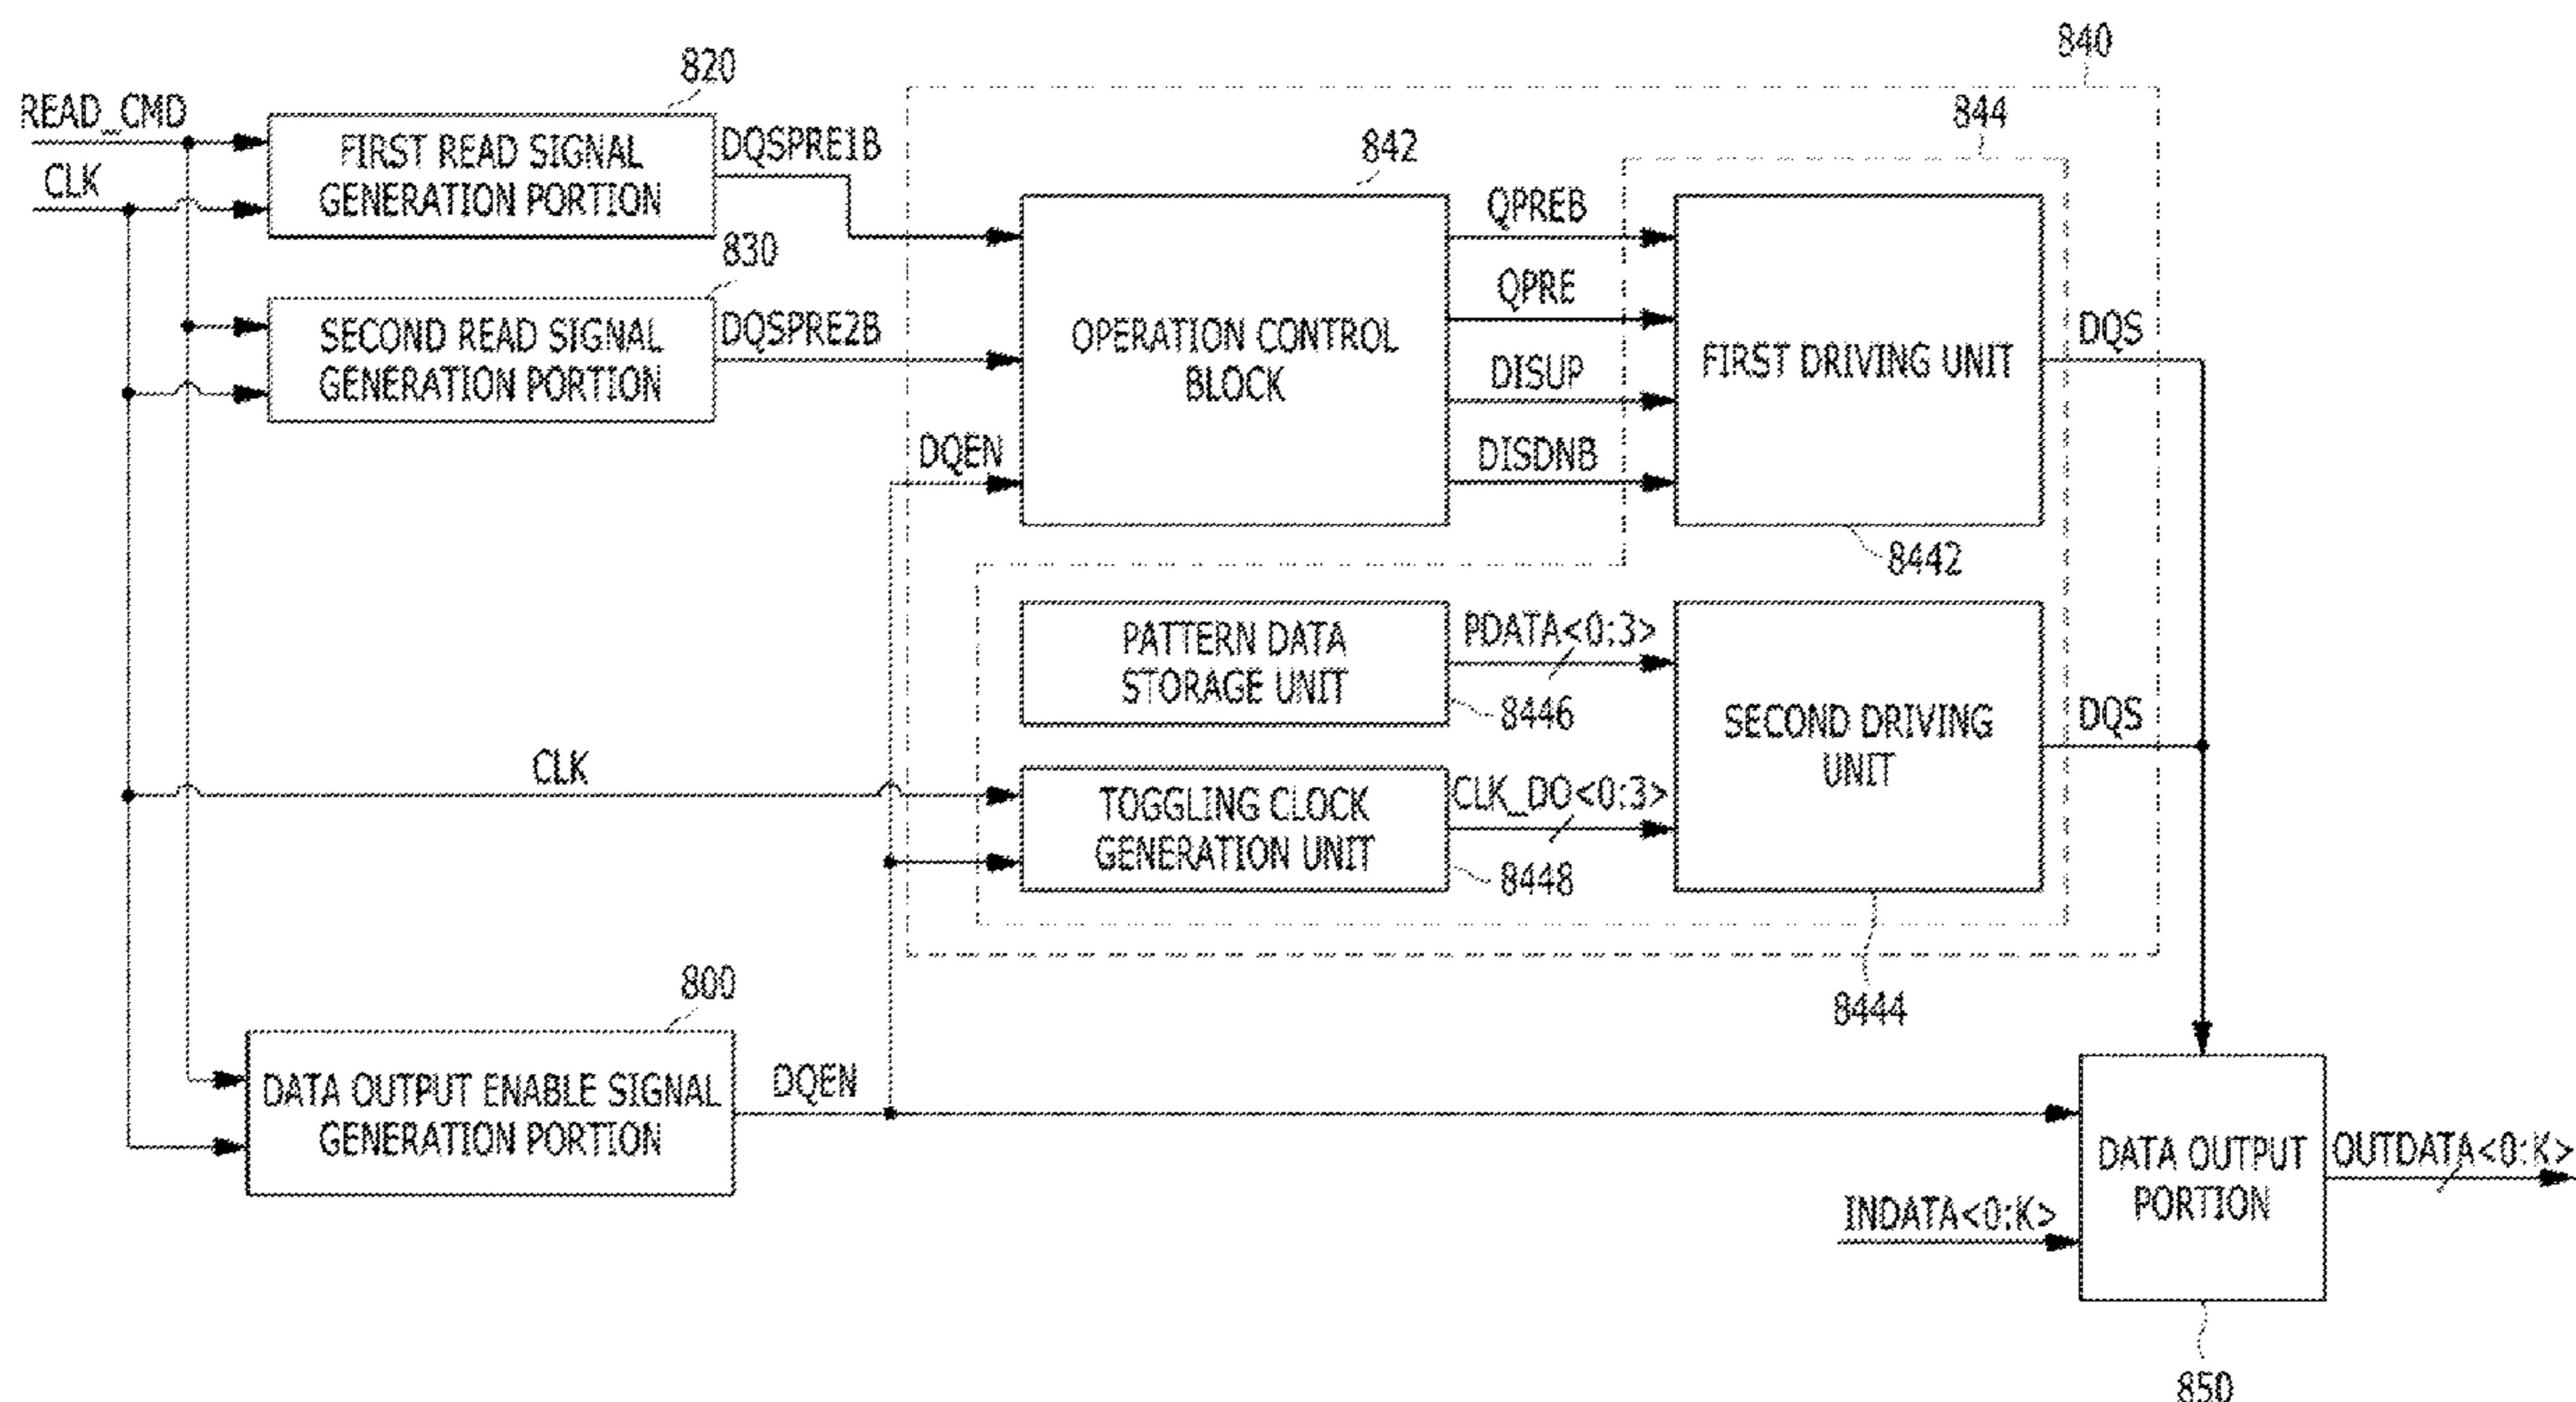 840
820
READ_CMD
844
FIRST READ SIGNAL
GENERATION PORTION
DQSPRE1B
842
CLK
QPREB
830
QPRE
SECOND READ SIGNAL
GENERATION PORTION
DQSPRE2B
OPERATION CONTROL
BLOCK
DISUP
FIRST DRIVING UNIT
DQS
DQEN
DISDNB
8442
PATTERN DATA
STORAGE UNIT
PDATA<0:3>
8446
SECOND DRIVING
UNIT
DQS
CLK
TOGGLING CLOCK
GENERATION UNIT
CLK_DO<0:3>
8448
800
8444
DATA OUTPUT ENABLE SIGNAL
GENERATION PORTION
DQEN
DATA OUTPUT
PORTION
OUTDATA<0:K>
INDATA<0:K>
850